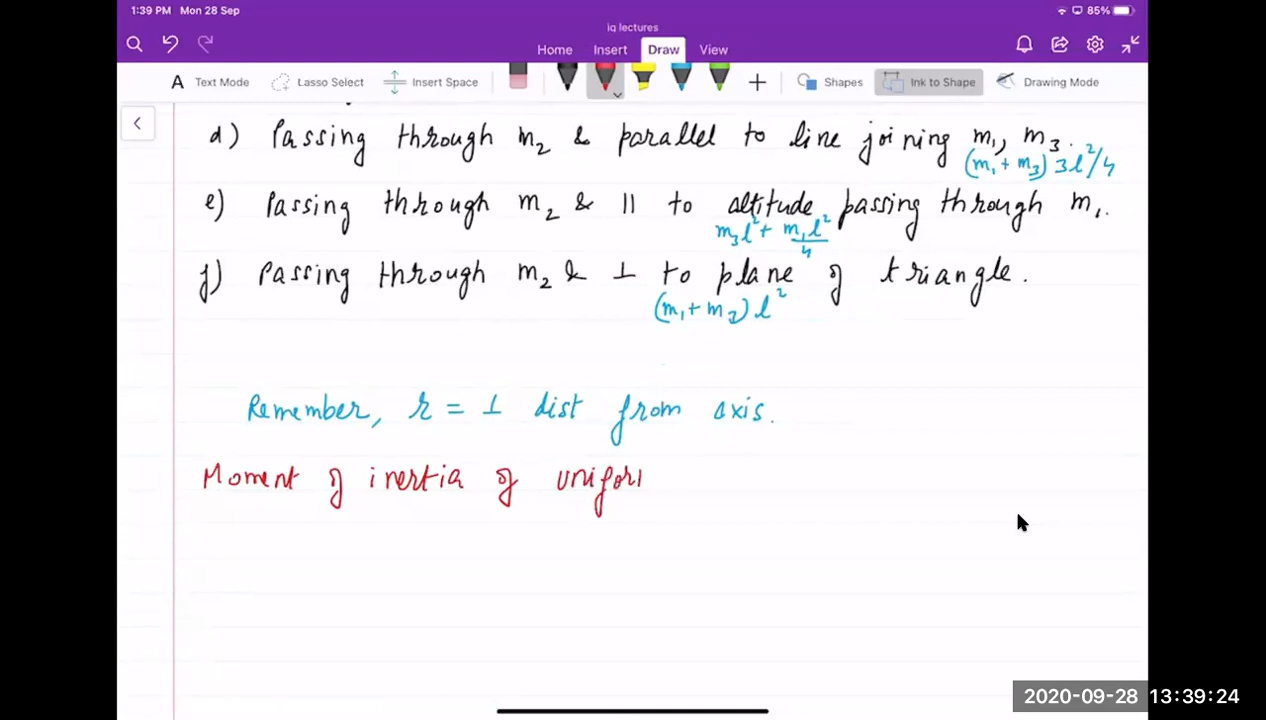 1:39 PM Mon 28 Sep
85%
iq lectures
Home Insert Draw View
A Text Mode Lasso Select Insert Space + Shapes Ink to Shape Drawing Mode
d) Passing through m₂ & parallel to line joining m₁, m₃.
(m₁ + m₃) 3l²/4
e) Passing through m₂ & || to altitude passing through m₁.
m₃l² + m₁l²/4
f) Passing through m₂ & ⊥ to plane of triangle.
(m₁ + m₃) l²
Remember, r = ⊥ dist from axis.
Moment of inertia of
2020-09-28 13:39:24